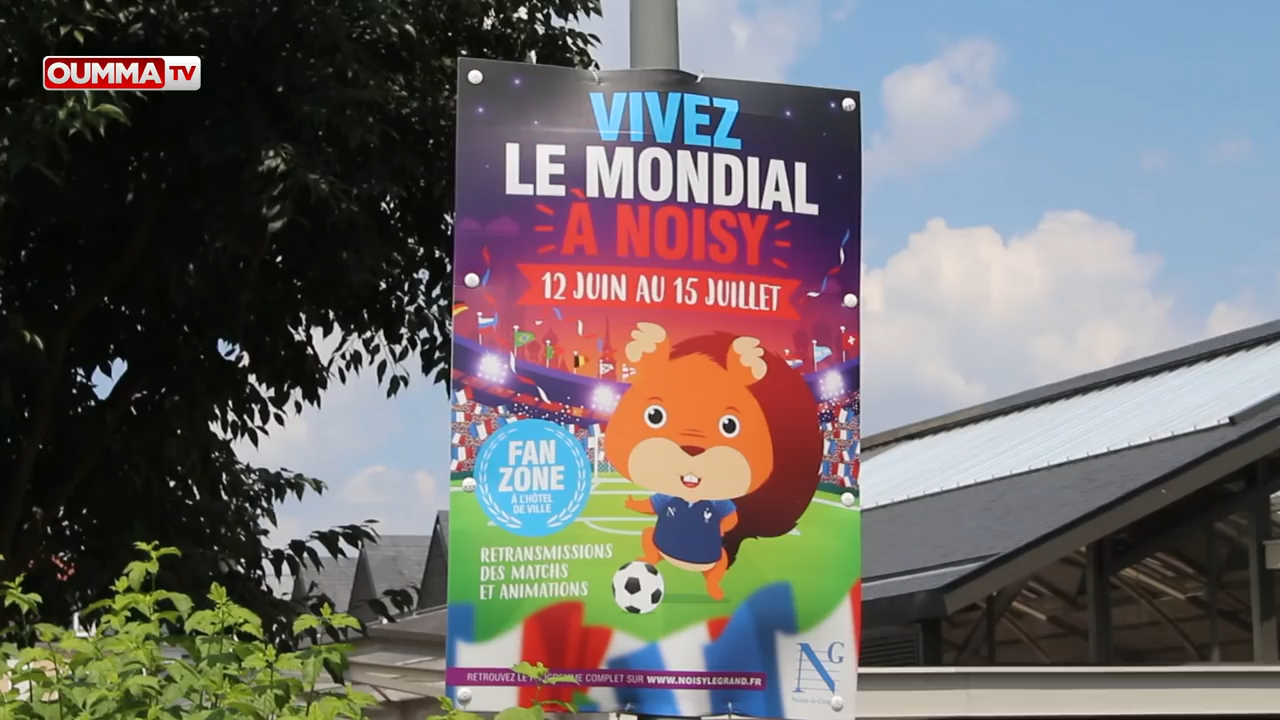 OUMMA TV
VIVEZ
LE MONDIAL
À NOISY
12 JUIN AU 15 JUILLET
FAN
ZONE
À L'HÔTEL
DE VILLE
N
RETRANSMISSIONS
DES MATCHS
ET ANIMATIONS
NG
RETROUVEZ LE PROGRAMME COMPLET SUR WWW.NOISYLEGRAND.FR